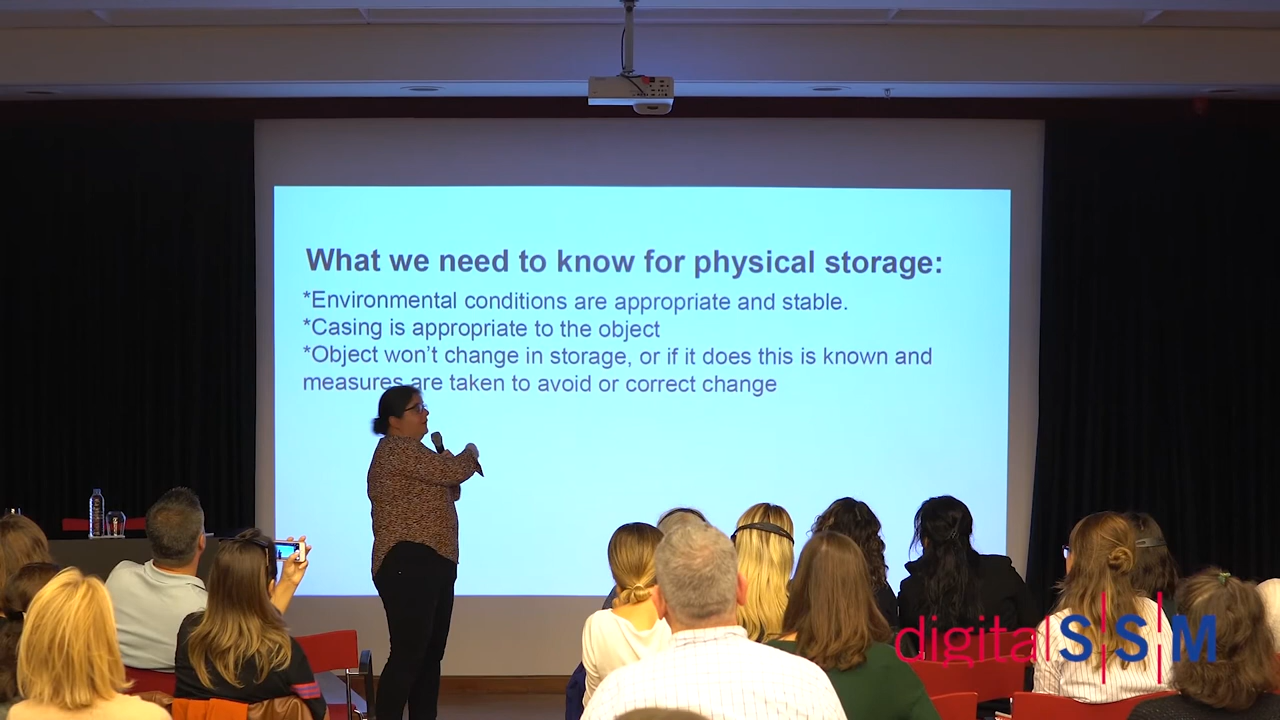 What we need to know for physical storage:
*Environmental conditions are appropriate and stable.
*Casing is appropriate to the object
*Object won't change in storage, or if it does this is known and
measures are taken to avoid or correct change
digitalSSM